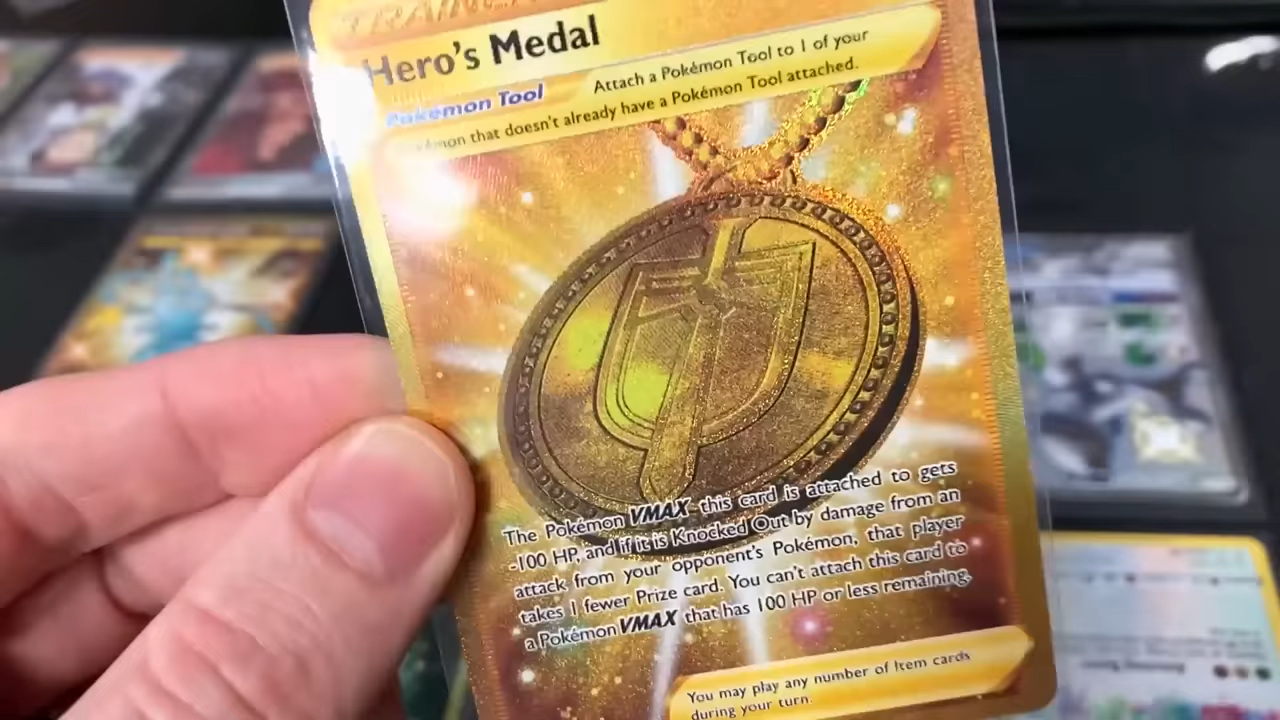 TRAINER
Hero's Medal
Pokémon Tool
Attach a Pokémon Tool to 1 of your
Pokémon that doesn't already have a Pokémon Tool attached.
The Pokémon VMAX this card is attached to gets
-100 HP, and if it is Knocked Out by damage from an
attack from your opponent's Pokémon, that player
takes 1 fewer Prize card. You can't attach this card to
a Pokémon VMAX that has 100 HP or less remaining.
You may play any number of Item cards
during your turn.